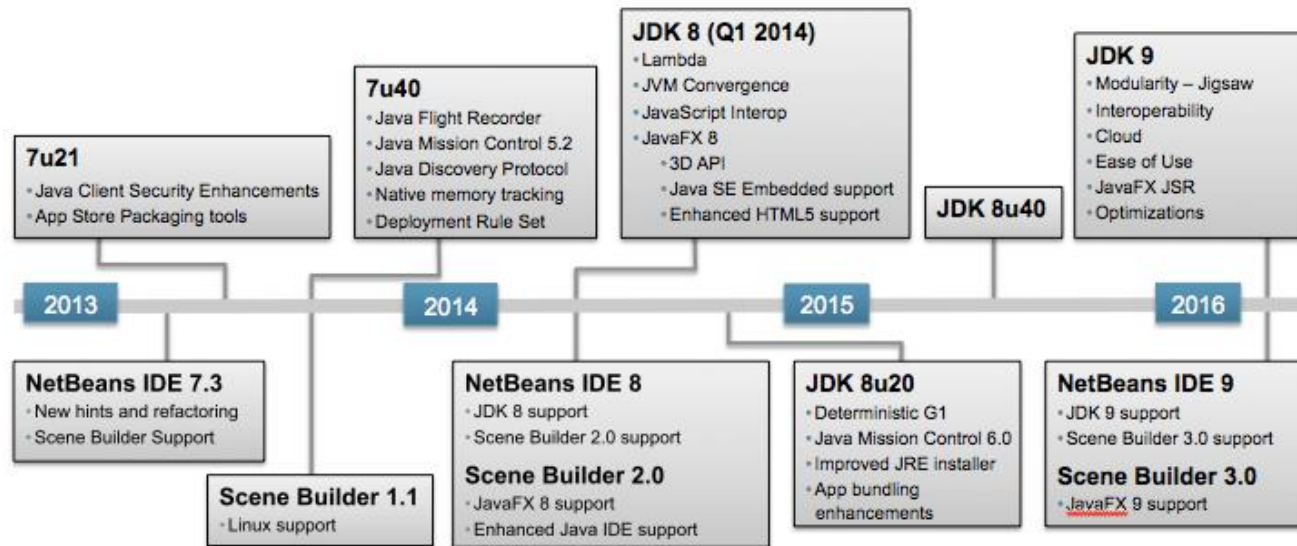 7u21
Java Client Security Enhancements
App Store Packaging tools
7u40
Java Flight Recorder
Java Mission Control 5.2
Java Discovery Protocol
Native memory tracking
Deployment Rule Set
JDK 8 (Q1 2014)
Lambda
JVM Convergence
JavaScript Interop
JavaFX 8
3D API
Java SE Embedded support
Enhanced HTML5 support
JDK 8u40
JDK 9
Modularity – Jigsaw
Interoperability
Cloud
Ease of Use
JavaFX JSR
Optimizations
2013
2014
2015
2016
NetBeans IDE 7.3
New hints and refactoring
Scene Builder Support
Scene Builder 1.1
Linux support
NetBeans IDE 8
JDK 8 support
Scene Builder 2.0 support
Scene Builder 2.0
JavaFX 8 support
Enhanced Java IDE support
JDK 8u20
Deterministic G1
Java Mission Control 6.0
Improved JRE installer
App bundling
enhancements
NetBeans IDE 9
JDK 9 support
Scene Builder 3.0 support
Scene Builder 3.0
JavaFX 9 support